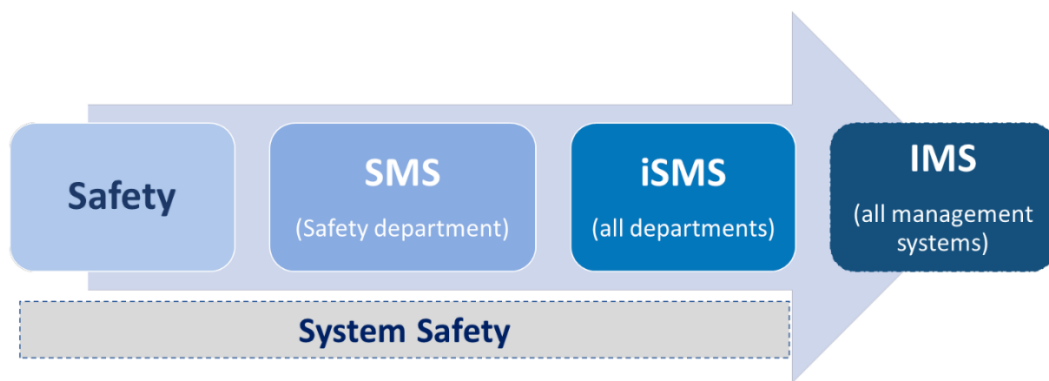 Safety
SMS
(Safety department)
iSMS
(all departments)
IMS
(all management
systems)
System Safety